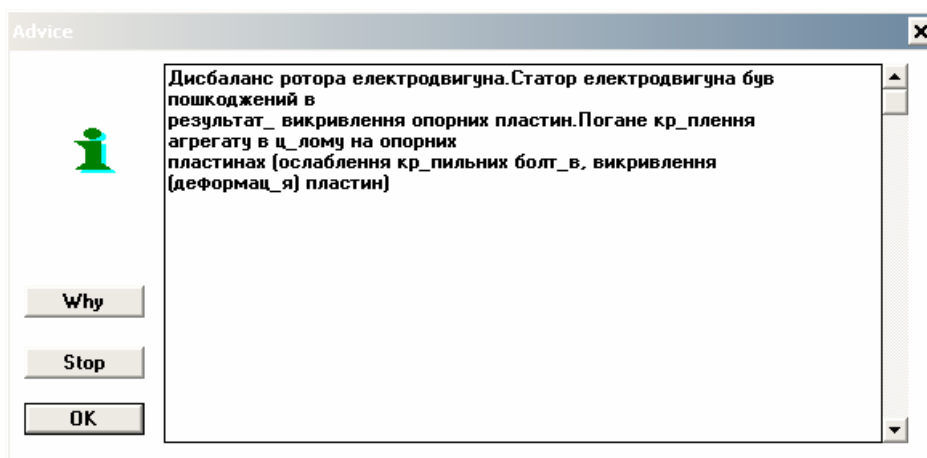 Advice
Дисбаланс ротора електродвигуна.Статор електродвигуна був
пошкоджений в
результат_ викривлення опорних пластин.Погане кр_плення
агрегату в ц_лому на опорних
пластинах (ослаблення кр_пильних болт_в, викривлення
(деформац_я) пластин)
Why
Stop
OK